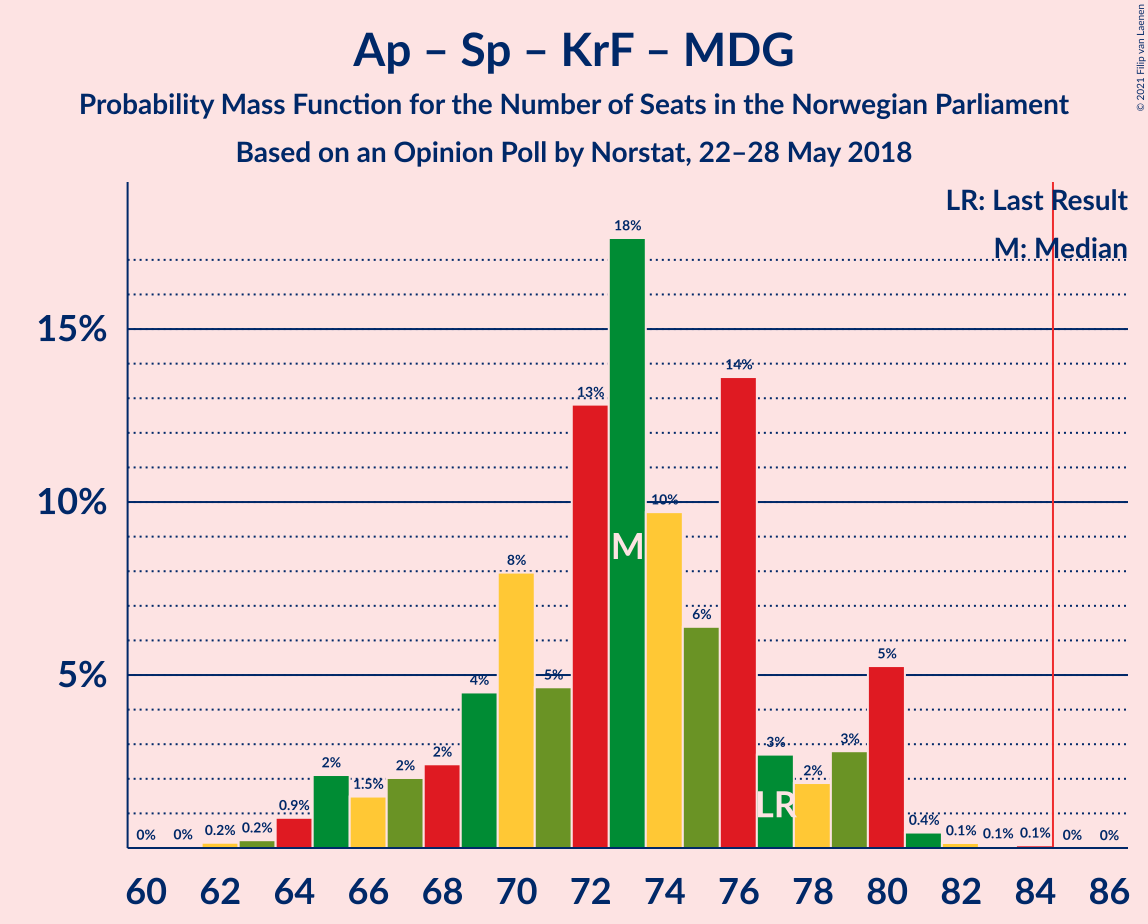 Ap – Sp – KrF – MDG
Probability Mass Function for the Number of Seats in the Norwegian Parliament
Based on an Opinion Poll by Norstat, 22–28 May 2018
© 2021 Filip van Laenen
LR: Last Result
M: Median
15%
10%
5%
0% 0% 0.2% 0.2% 0.9% 2% 1.5% 2% 2% 4% 8% 5% 13% 18% 10% 6% 14% 3% 2% 3% 5% 0.4% 0.1% 0.1% 0.1% 0% 0%
M
LR
60 62 64 66 68 70 72 74 76 78 80 82 84 86